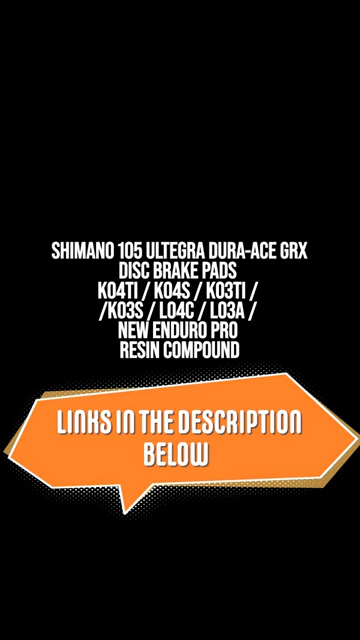 SHIMANO 105 ULTEGRA DURA-ACE GRX
DISC BRAKE PADS
K04TI / K04S / K03TI /
/K03S / L04C / L03A /
NEW ENDURO PRO
RESIN COMPOUND
LINKS IN THE DESCRIPTION
BELOW